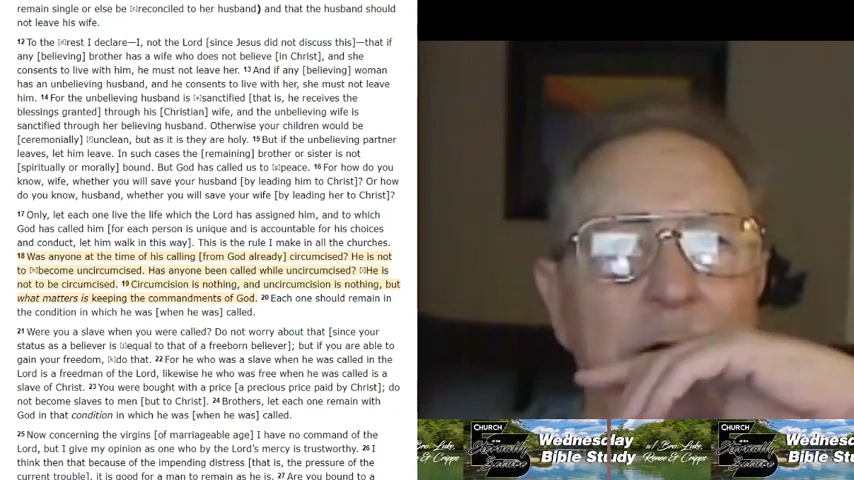 remain single or else be [c]reconciled to her husband) and that the husband should
not leave his wife.
12 To the [d]rest I declare—I, not the Lord [since Jesus did not discuss this]—that if
any [believing] brother has a wife who does not believe [in Christ], and she
consents to live with him, he must not leave her. 13 And if any [believing] woman
has an unbelieving husband, and he consents to live with her, she must not leave
him. 14 For the unbelieving husband is [e]sanctified [that is, he receives the
blessings granted] through his [Christian] wife, and the unbelieving wife is
sanctified through her believing husband. Otherwise your children would be
[ceremonially] [f]unclean, but as it is they are holy. 15 But if the unbelieving partner
leaves, let him leave. In such cases the [remaining] brother or sister is not
[spiritually or morally] bound. But God has called us to [g]peace. 16 For how do you
know, wife, whether you will save your husband [by leading him to Christ]? Or how
do you know, husband, whether you will save your wife [by leading her to Christ]?
17 Only, let each one live the life which the Lord has assigned him, and to which
God has called him [for each person is unique and is accountable for his choices
and conduct, let him walk in this way]. This is the rule I make in all the churches.
18 Was anyone at the time of his calling [from God already] circumcised? He is not
to [h]become uncircumcised. Has anyone been called while uncircumcised? [i]He is
not to be circumcised. 19 Circumcision is nothing, and uncircumcision is nothing, but
what matters is keeping the commandments of God. 20 Each one should remain in
the condition in which he was [when he was] called.
21 Were you a slave when you were called? Do not worry about that [since your
status as a believer is [j]equal to that of a freeborn believer]; but if you are able to
gain your freedom, [k]do that. 22 For he who was a slave when he was called in the
Lord is a freedman of the Lord, likewise he who was free when he was called is a
slave of Christ. 23 You were bought with a price [a precious price paid by Christ]; do
not become slaves to men [but to Christ]. 24 Brothers, let each one remain with
God in that condition in which he was [when he was] called.
25 Now concerning the virgins [of marriageable age] I have no command of the
Lord, but I give my opinion as one who by the Lord's mercy is trustworthy. 26 I
think then that because of the impending distress [that is, the pressure of the
current trouble], it is good for a man to remain as he is. 27 Are you bound to a
CHURCH
of the
Eternally
Secure
Wednesday
Bible Study
w/ Bro. Luke,
Renee & Cripps
CHURCH
of the
Eternally
Secure
Wednes
Bible S